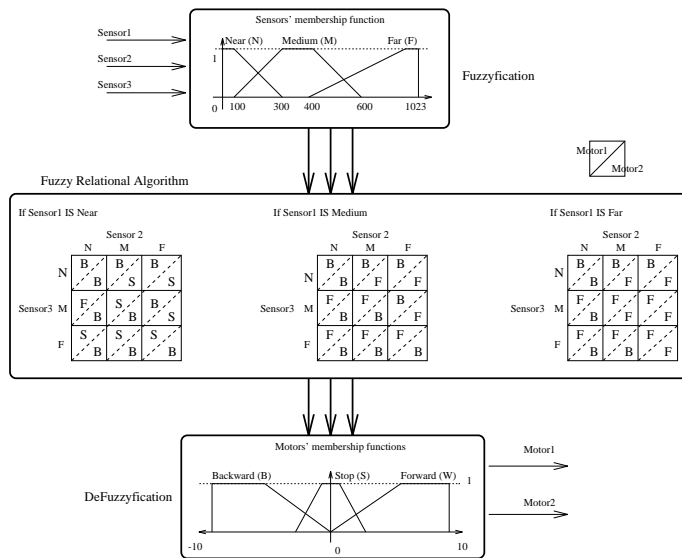 Sensors' membership function
Sensor1
Sensor2
Sensor3
Near (N) Medium (M) Far (F)
1
0 100 300 400 600 1023
Fuzzyfication
Motor1
Motor2
Fuzzy Relational Algorithm
If Sensor1 IS Near If Sensor1 IS Medium If Sensor1 IS Far
Sensor 2 Sensor 2 Sensor 2
N M F N M F N M F
N B B B N B B B N B B B
B S S B F F B F F
Sensor3 M F S B Sensor3 M F F B Sensor3 M F F F
B B S B B F B F F
F S S S F F F F F F F F
B B B B B B B B F
Motors' membership functions
Backward (B) Stop (S) Forward (W) 1
-10 0 10
DeFuzzyfication
Motor1
Motor2